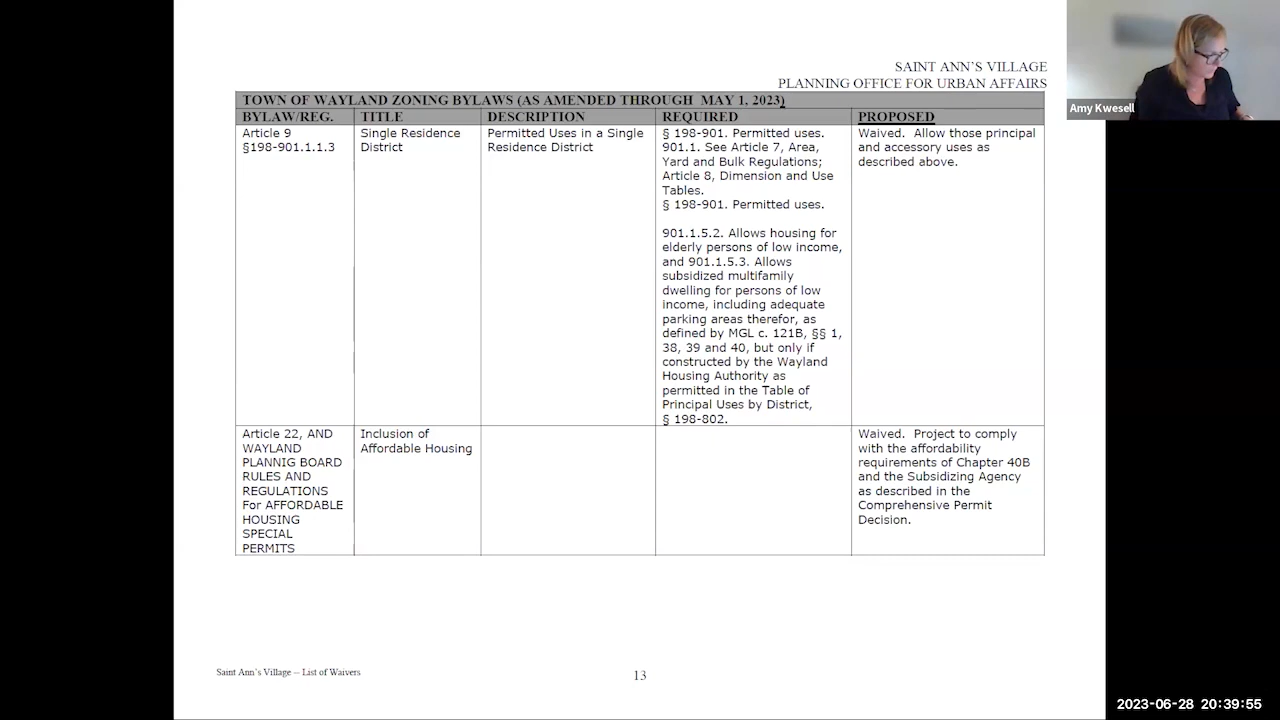 SAINT ANN'S VILLAGE
PLANNING OFFICE FOR URBAN AFFAIRS
Amy Kwesell
TOWN OF WAYLAND ZONING BYLAWS (AS AMENDED THROUGH MAY 1, 2023)
BYLAW/REG.
TITLE
DESCRIPTION
REQUIRED
PROPOSED
Article 9
§198-901.1.1.3
Single Residence
District
Permitted Uses in a Single
Residence District
§ 198-901. Permitted uses.
901.1. See Article 7, Area,
Yard and Bulk Regulations;
Article 8, Dimension and Use
Tables.
§ 198-901. Permitted uses.
901.1.5.2. Allows housing for
elderly persons of low income,
and 901.1.5.3. Allows
subsidized multifamily
dwelling for persons of low
income, including adequate
parking areas therefor, as
defined by MGL c. 121B, §§ 1,
38, 39 and 40, but only if
constructed by the Wayland
Housing Authority as
permitted in the Table of
Principal Uses by District,
§ 198-802.
Waived. Allow those principal
and accessory uses as
described above.
Article 22, AND
WAYLAND
PLANNIG BOARD
RULES AND
REGULATIONS
For AFFORDABLE
HOUSING
SPECIAL
PERMITS
Inclusion of
Affordable Housing
Waived. Project to comply
with the affordability
requirements of Chapter 40B
and the Subsidizing Agency
as described in the
Comprehensive Permit
Decision.
Saint Ann's Village – List of Waivers
13
2023-06-28 20:39:55